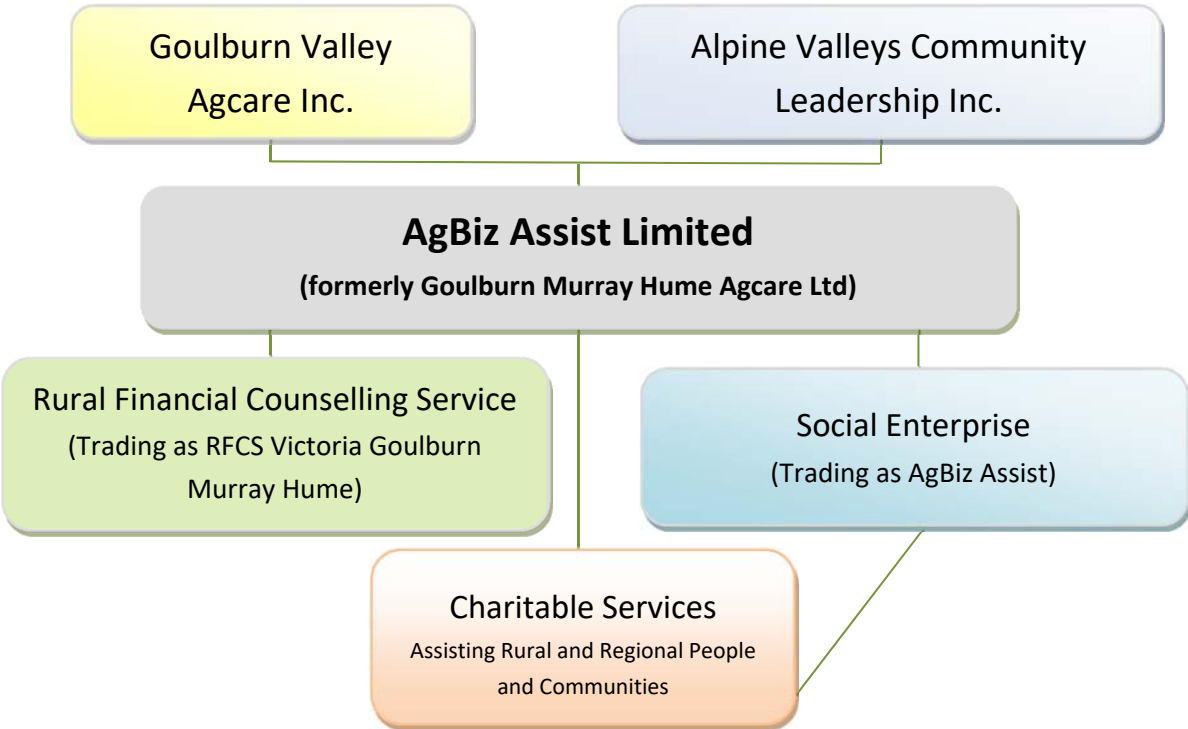 Goulburn Valley
Agcare Inc.
Alpine Valleys Community
Leadership Inc.
AgBiz Assist Limited
(formerly Goulburn Murray Hume Agcare Ltd)
Rural Financial Counselling Service
(Trading as RFCS Victoria Goulburn
Murray Hume)
Social Enterprise
(Trading as AgBiz Assist)
Charitable Services
Assisting Rural and Regional People
and Communities